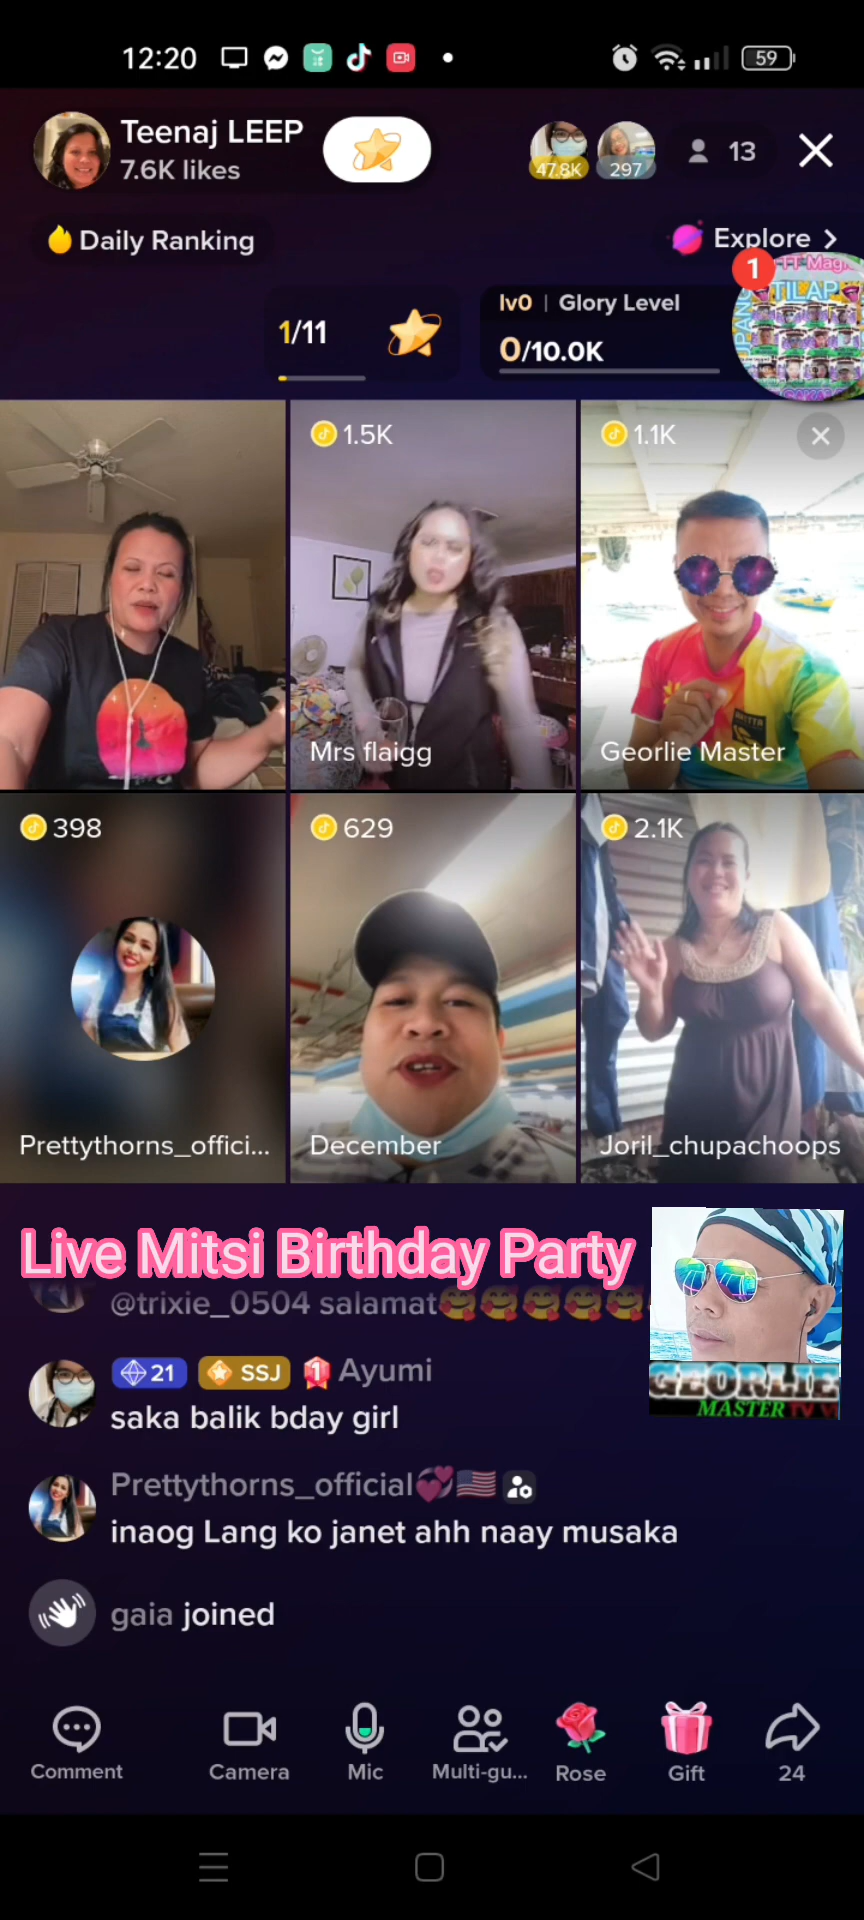 12:20
59
Teenaj LEEP
7.6K likes
47.8K
297
13
Daily Ranking
Explore
1
1/11
lv0 | Glory Level
0/10.0K
TILAP
1.5K
1.1K
Mrs flaigg
Georlie Master
398
629
2.1K
Prettythorns_offici...
December
Joril_chupachoops
Live Mitsi Birthday Party
@trixie_0504 salamat🥰🥰🥰🥰🥰
GEORLIE
MASTER TV
21 SSJ 1 Ayumi
saka balik bday girl
Prettythorns_official💞🇺🇸
inaog Lang ko janet ahh naay musaka
gaia joined
Comment
Camera
Mic
Multi-gu...
Rose
Gift
24